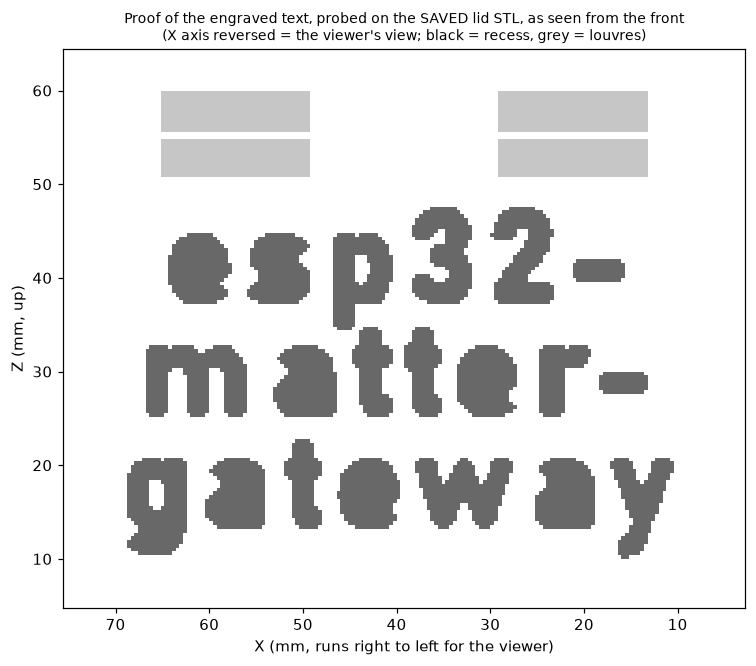 Proof of the engraved text, probed on the SAVED lid STL, as seen from the front
(X axis reversed = the viewer's view; black = recess, grey = louvres)
60
50
40
30
20
10
Z (mm, up)
esp32-
matter-
gateway
70 60 50 40 30 20 10
X (mm, runs right to left for the viewer)